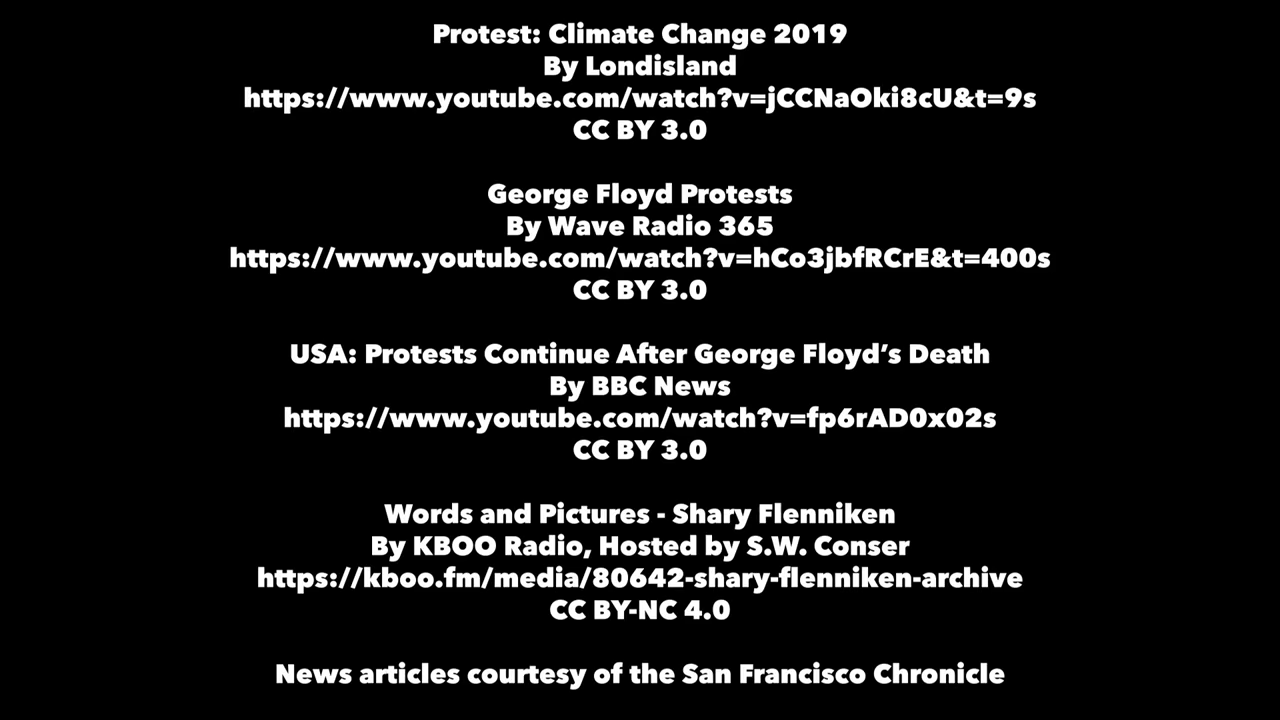 Protest: Climate Change 2019
By Londisland
https://www.youtube.com/watch?v=jCCNaOki8cU&t=9s
CC BY 3.0
George Floyd Protests
By Wave Radio 365
https://www.youtube.com/watch?v=hCo3jbfRCrE&t=400s
CC BY 3.0
USA: Protests Continue After George Floyd’s Death
By BBC News
https://www.youtube.com/watch?v=fp6rAD0x02s
CC BY 3.0
Words and Pictures - Shary Flenniken
By KBOO Radio, Hosted by S.W. Conser
https://kboo.fm/media/80642-shary-flenniken-archive
CC BY-NC 4.0
News articles courtesy of the San Francisco Chronicle